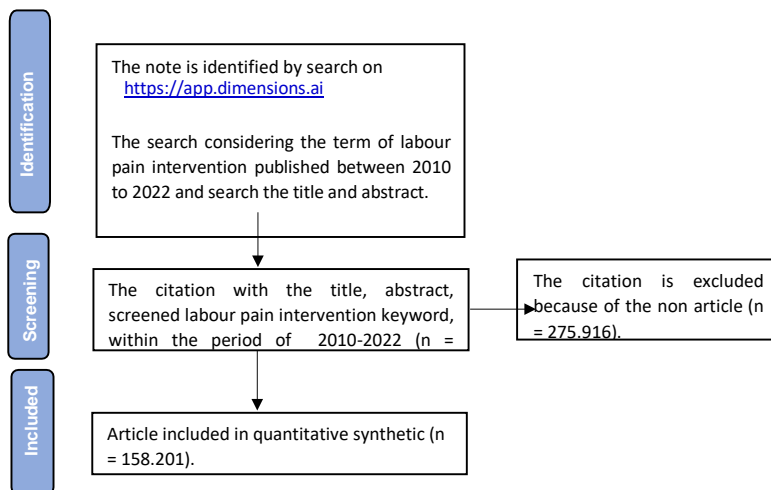 Identification
The note is identified by search on
https://app.dimensions.ai
The search considering the term of labour
pain intervention published between 2010
to 2022 and search the title and abstract.
Screening
The citation with the title, abstract,
screened labour pain intervention keyword,
within the period of 2010-2022 (n =
The citation is excluded
because of the non article (n
= 275.916).
Included
Article included in quantitative synthetic (n
= 158.201).